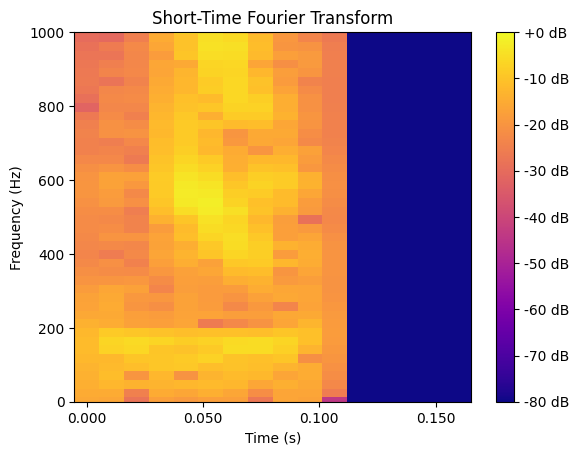 Short-Time Fourier Transform
Frequency (Hz)
1000
800
600
400
200
0
0.000
0.050
0.100
0.150
Time (s)
+0 dB
-10 dB
-20 dB
-30 dB
-40 dB
-50 dB
-60 dB
-70 dB
-80 dB